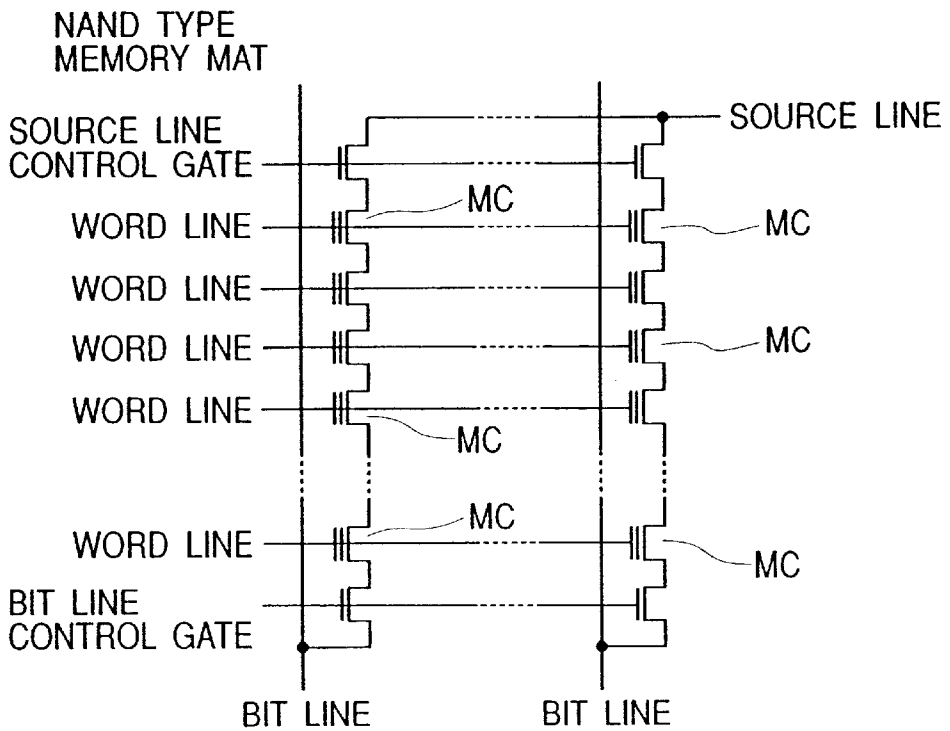 NAND TYPE
MEMORY MAT
SOURCE LINE
SOURCE LINE
CONTROL GATE
MC
WORD LINE
MC
WORD LINE
WORD LINE
MC
WORD LINE
MC
MC
WORD LINE
MC
BIT LINE
CONTROL GATE
BIT LINE
BIT LINE